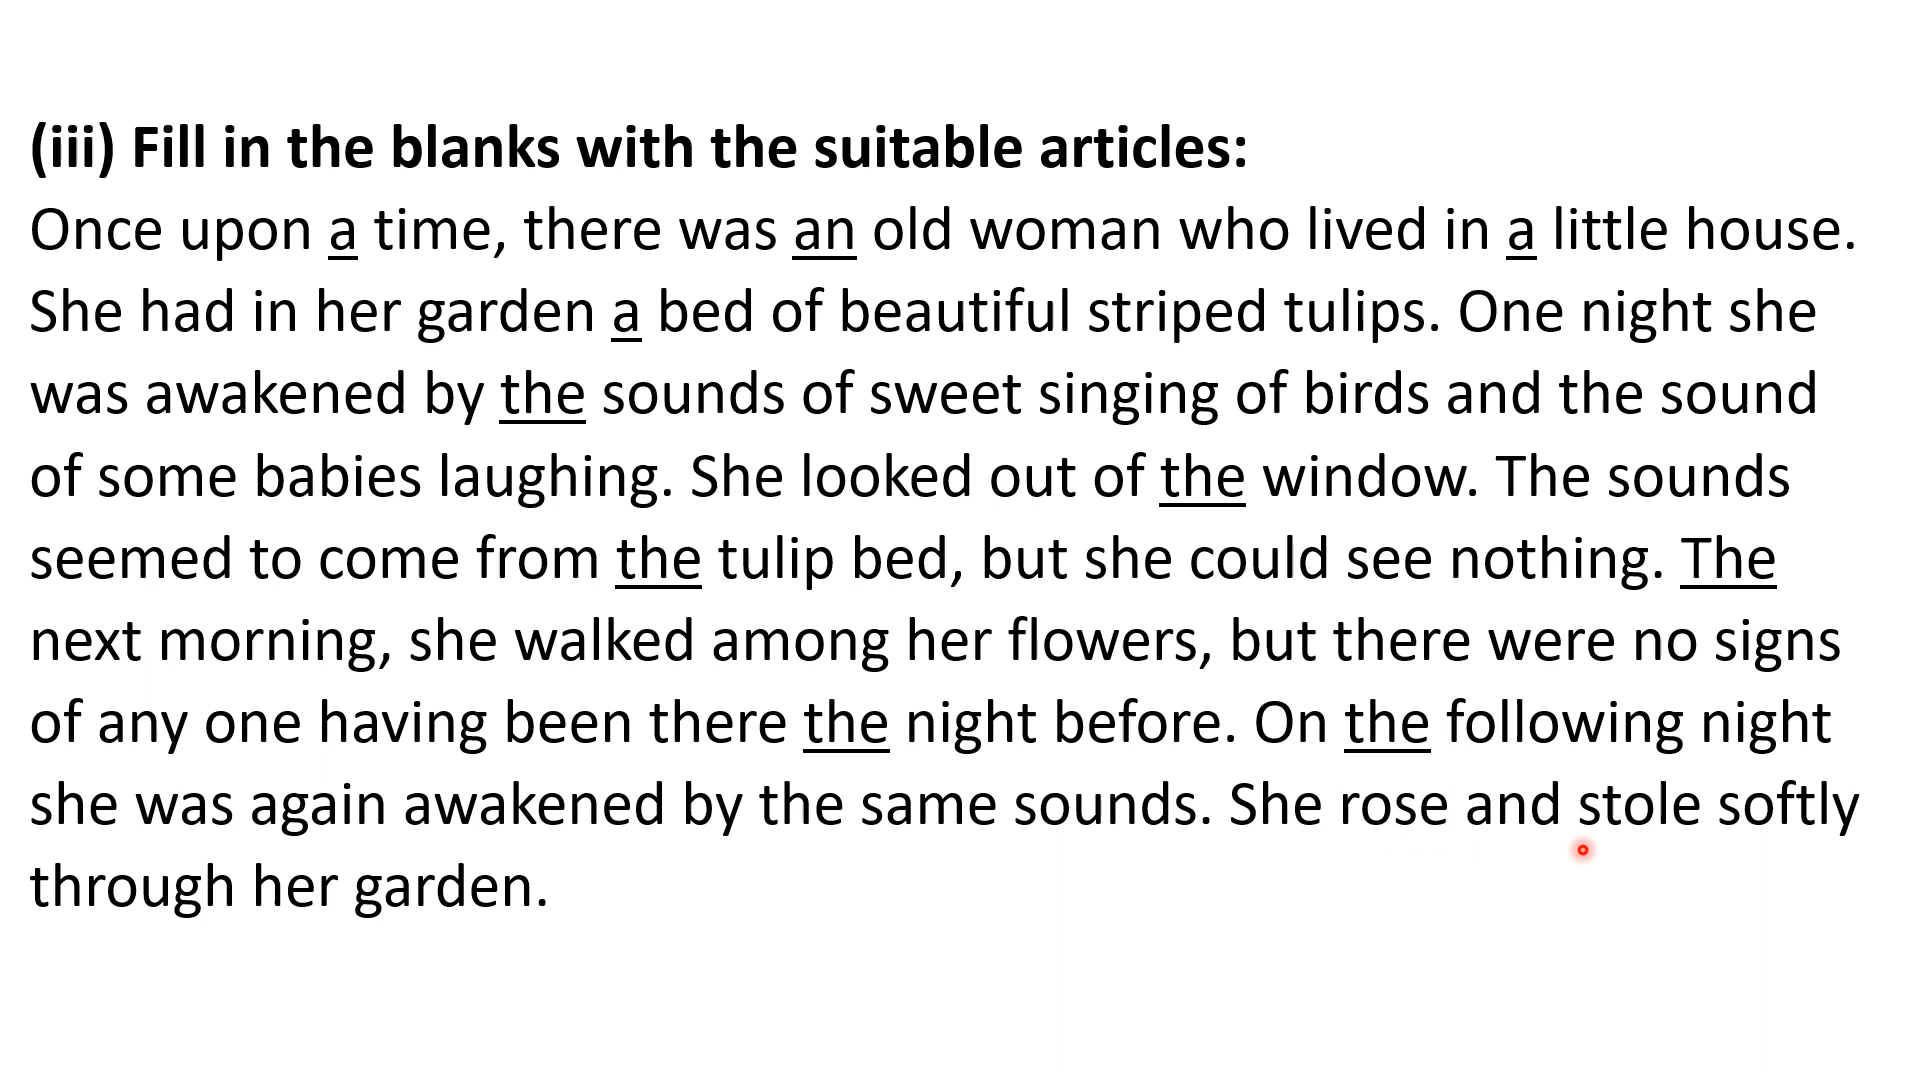 (iii) Fill in the blanks with the suitable articles:
Once upon a time, there was an old woman who lived in a little house.
She had in her garden a bed of beautiful striped tulips. One night she
was awakened by the sounds of sweet singing of birds and the sound
of some babies laughing. She looked out of the window. The sounds
seemed to come from the tulip bed, but she could see nothing. The
next morning, she walked among her flowers, but there were no signs
of any one having been there the night before. On the following night
she was again awakened by the same sounds. She rose and stole softly
through her garden.